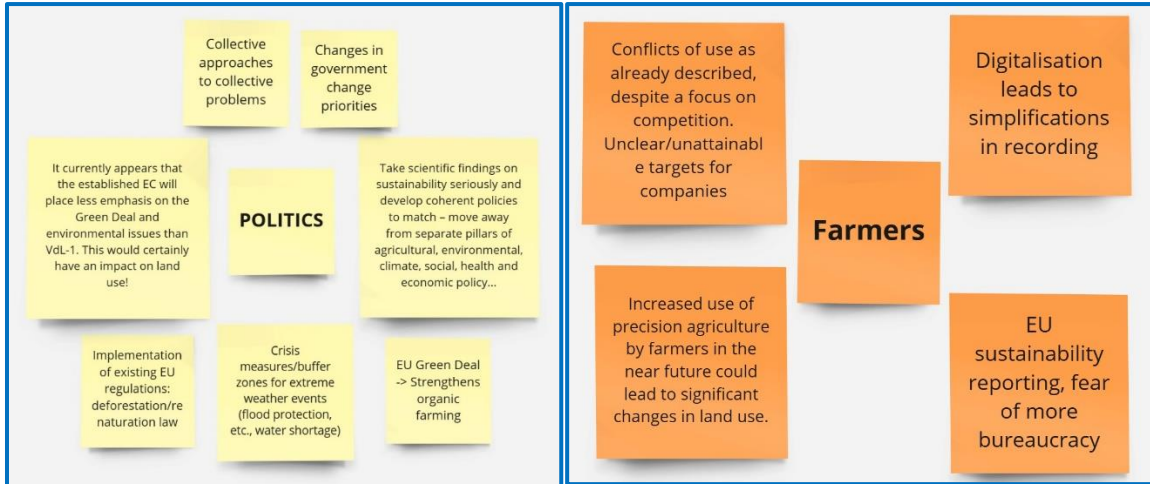 Collective
approaches
to collective
problems
Changes in
government
change
priorities
It currently appears that
the established EC will
place less emphasis on the
Green Deal and
environmental issues than
VdL-1. This would certainly
have an impact on land
use!
POLITICS
Take scientific findings on
sustainability seriously and
develop coherent policies
to match – move away
from separate pillars of
agricultural, environmental,
climate, social, health and
economic policy...
Implementation
of existing EU
regulations:
deforestation/re
naturation law
Crisis
measures/buffer
zones for extreme
weather events
(flood protection,
etc., water shortage)
EU Green Deal
-> Strengthens
organic
farming
Conflicts of use as
already described,
despite a focus on
competition.
Unclear/unattainabl
e targets for
companies
Digitalisation
leads to
simplifications
in recording
Farmers
Increased use of
precision agriculture
by farmers in the
near future could
lead to significant
changes in land use.
EU
sustainability
reporting, fear
of more
bureaucracy